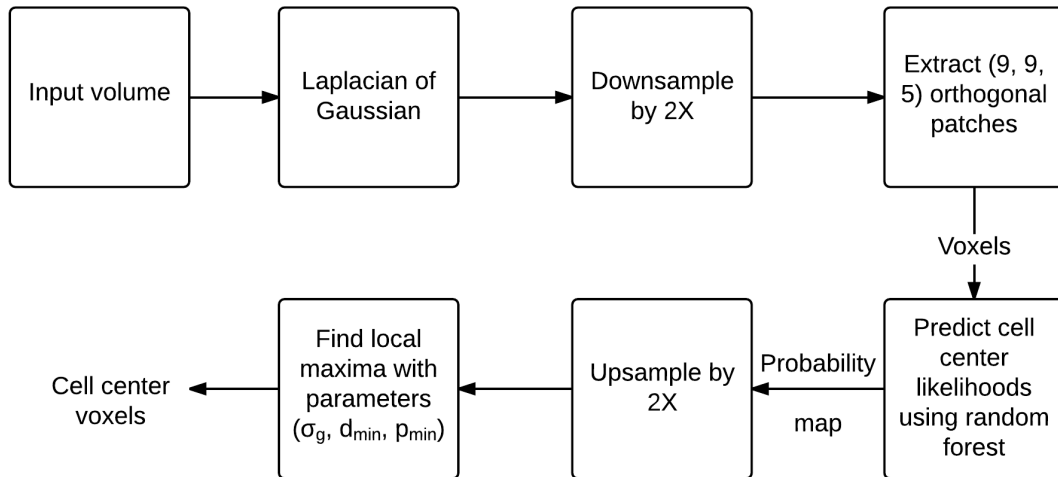 Input volume
Laplacian of
Gaussian
Downsample
by 2X
Extract (9, 9,
5) orthogonal
patches
Voxels
Predict cell
center
likelihoods
using random
forest
Probability
map
Upsample by
2X
Find local
maxima with
parameters
(σg, dmin, pmin)
Cell center
voxels